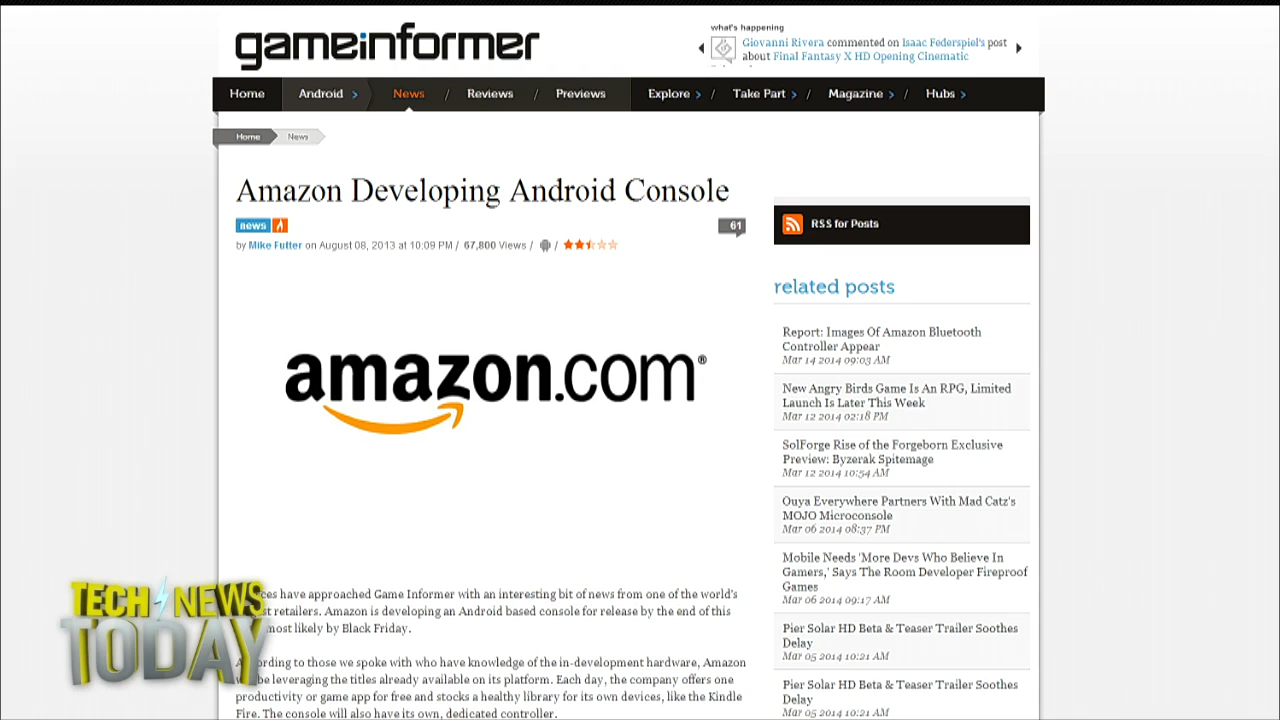 gameinformer
what's happening
Giovanni Rivera commented on Isaac Federspiel's post
about Final Fantasy X HD Opening Cinematic
Home Android > News / Reviews / Previews Explore > / Take Part > / Magazine > / Hubs >
Home News
Amazon Developing Android Console
news
61
by Mike Futter on August 08, 2013 at 10:09 PM / 67,800 Views / /
amazon.com®
have approached Game Informer with an interesting bit of news from one of the world's
retailers. Amazon is developing an Android based console for release by the end of this
most likely by Black Friday.
According to those we spoke with who have knowledge of the in-development hardware, Amazon
be leveraging the titles already available on its platform. Each day, the company offers one
productivity or game app for free and stocks a healthy library for its own devices, like the Kindle
Fire. The console will also have its own, dedicated controller.
RSS for Posts
related posts
Report: Images Of Amazon Bluetooth
Controller Appear
Mar 14 2014 09:03 AM
New Angry Birds Game Is An RPG, Limited
Launch Is Later This Week
Mar 12 2014 02:18 PM
SolForge Rise of the Forgeborn Exclusive
Preview: Byzerak Spitemage
Mar 12 2014 10:54 AM
Ouya Everywhere Partners With Mad Catz's
MOJO Microconsole
Mar 06 2014 08:37 PM
Mobile Needs 'More Devs Who Believe In
Gamers,' Says The Room Developer Fireproof
Games
Mar 06 2014 09:17 AM
Pier Solar HD Beta & Teaser Trailer Soothes
Delay
Mar 05 2014 10:21 AM
Pier Solar HD Beta & Teaser Trailer Soothes
Delay
Mar 05 2014 10:21 AM
TECH NEWS
TODAY